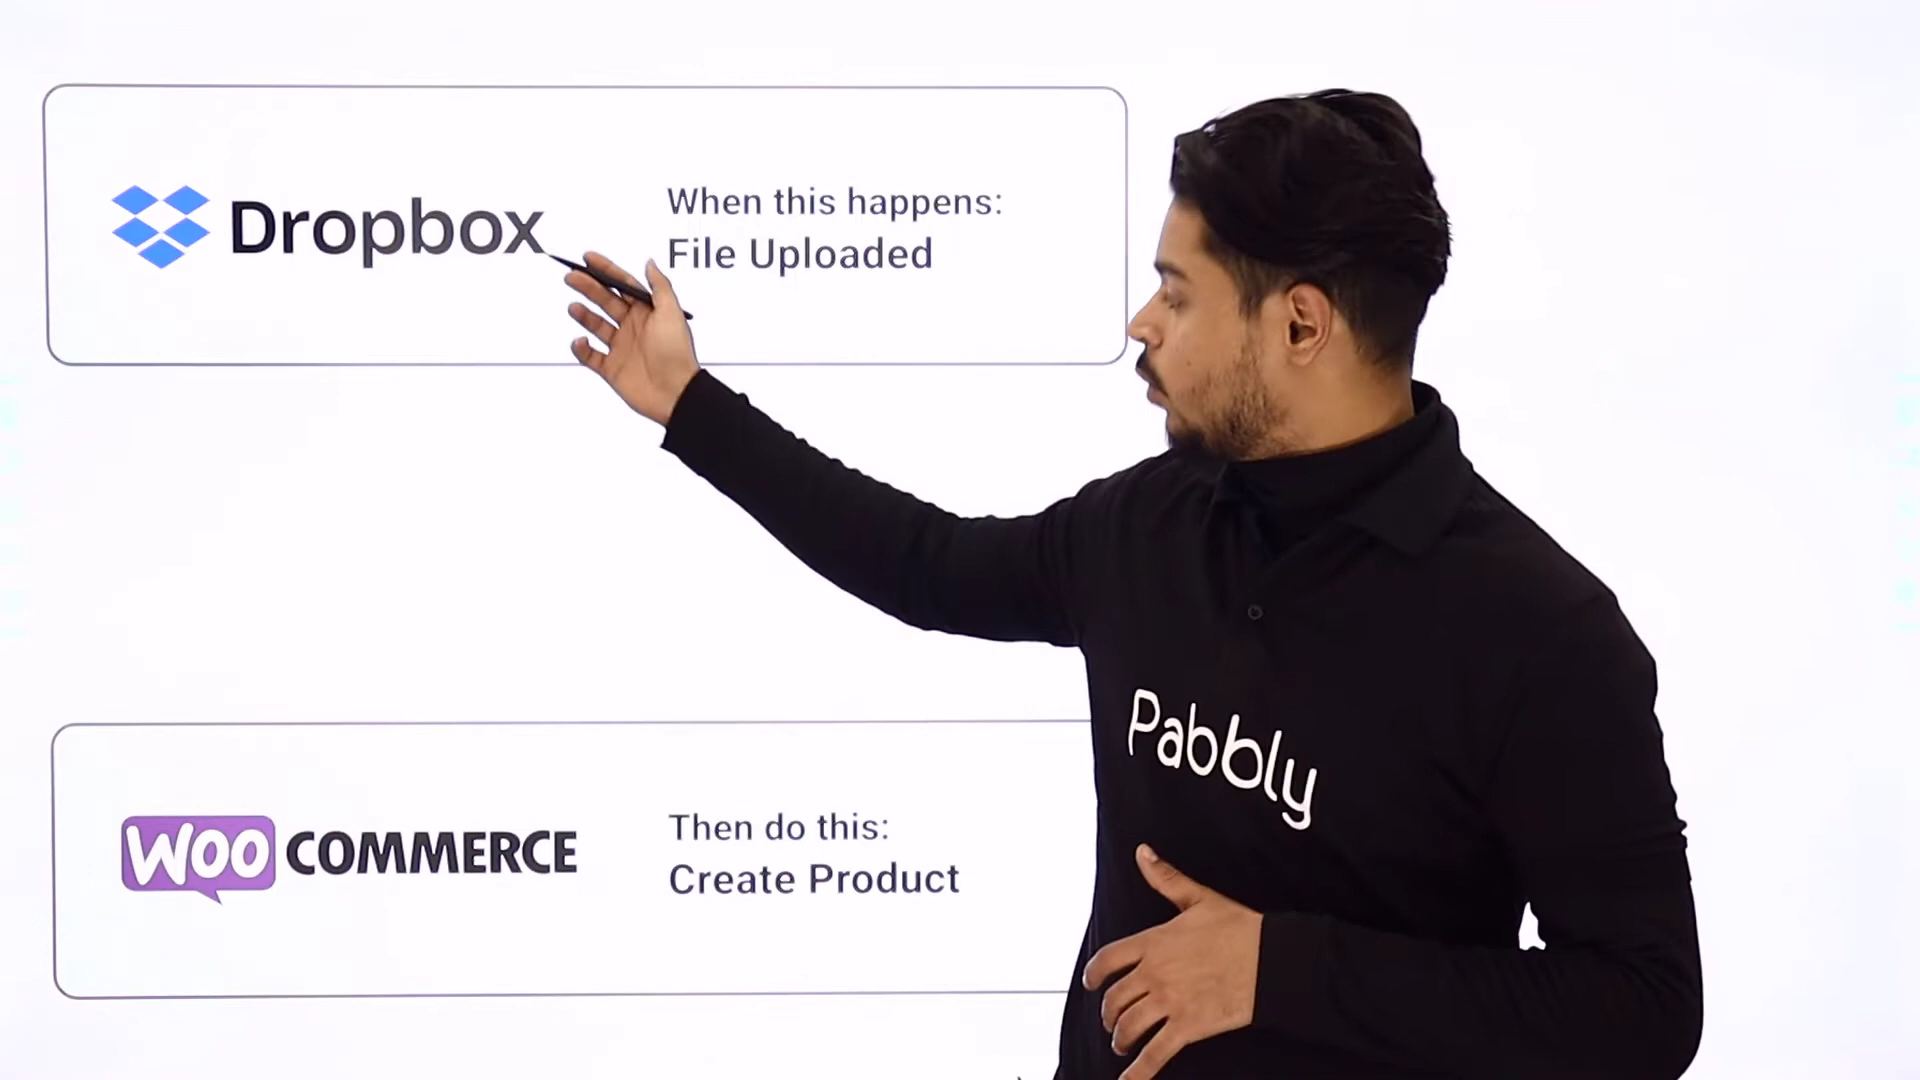 Dropbox
When this happens:
File Uploaded
Pabbly
WOO COMMERCE
Then do this:
Create Product